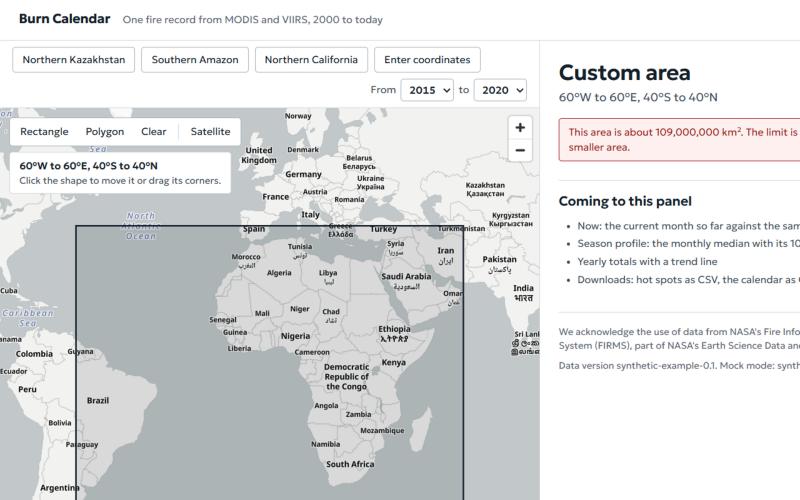 Burn Calendar One fire record from MODIS and VIIRS, 2000 to today
Northern Kazakhstan Southern Amazon Northern California Enter coordinates
From 2015 to 2020
Rectangle Polygon Clear Satellite
60°W to 60°E, 40°S to 40°N
Click the shape to move it or drag its corners.
+
−
Norway
Sea
United
Kingdom
Denmark
Belarus
Беларусь
Germany
Ukraine
Україна
France
Austria
Romania
Қазақстан
Kazakhstan
Italy
North
Atlantic
Ocean
Spain
Greece
Ελλάδα
Turkey
Turkmenistan
Kyrgyzstan
Кыргызстан
Tunisia
تونس
Syria
سوريا
Iran
ایران
Morocco
المغرب
Algeria
Libya
ليبيا
Saudi Arabia
السعودية
Pakistan
پاکستان
Cuba
Oman
عمان
India
भारत
Caribbean
Sea
Mali
Niger
Chad
تشاد
Senegal
Guinea
Nigeria
Ethiopia
ኢትዮጵያ
Sri Lank
Liberia
Cameroon
Colombia
Guyana
Ecuador
Kenya
Democratic
Republic of
the Congo
Peru
Brazil
Angola
Zambia
Bolivia
Mozambique
Paraguay
Namibia
South Africa
Argentina
Custom area
60°W to 60°E, 40°S to 40°N
This area is about 109,000,000 km². The limit is
smaller area.
Coming to this panel
Now: the current month so far against the sam
Season profile: the monthly median with its 10
Yearly totals with a trend line
Downloads: hot spots as CSV, the calendar as
We acknowledge the use of data from NASA's Fire Info
System (FIRMS), part of NASA's Earth Science Data an
Data version synthetic-example-0.1. Mock mode: synth